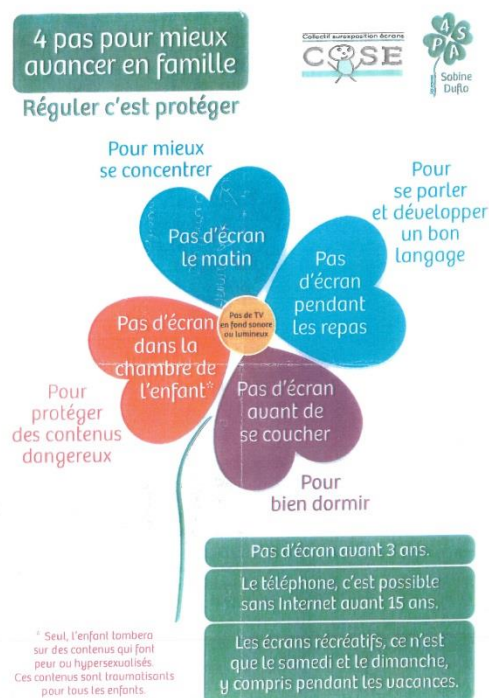 4 pas pour mieux
avancer en famille
Réguler c'est protéger
Collectif surexposition écrans
COSE
4
PAS
Sabine
Duflo
Pour mieux
se concentrer
Pour
se parler
et développer
un bon
langage
Pas d'écran
le matin
Pas
d'écran
pendant
les repas
Pas de TV
en fond sonore
ou lumineux
Pas d'écran
dans la
chambre de
l'enfant*
Pour
protéger
des contenus
dangereux
Pas d'écran
avant de
se coucher
Pour
bien dormir
Pas d'écran avant 3 ans.
Le téléphone, c'est possible
sans Internet avant 15 ans.
Les écrans récréatifs, ce n'est
que le samedi et le dimanche,
y compris pendant les vacances.
* Seul, l'enfant tombera
sur des contenus qui font
peur ou hypersexualisés.
Ces contenus sont traumatisants
pour tous les enfants.